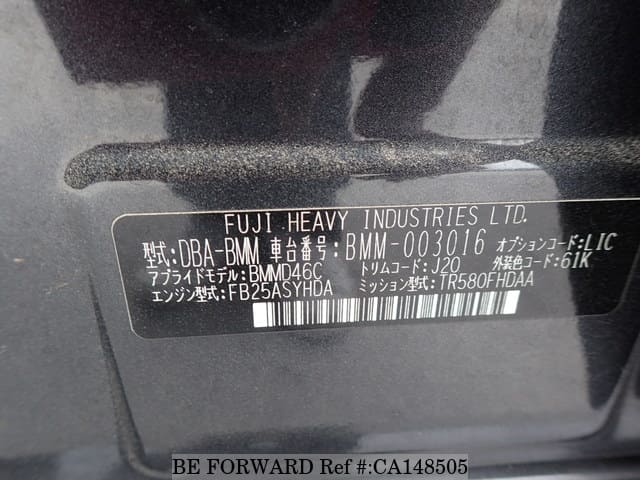 FUJI HEAVY INDUSTRIES LTD.
型式:DBA-BMM 車台番号:BMM-003016 オプションコード:LIC
アプライドモデル:BMMD46C トリムコード:J20 外装色コード:61K
エンジン型式:FB25ASYHDA ミッション型式:TR580FHDAA
BE FORWARD Ref #:CA148505